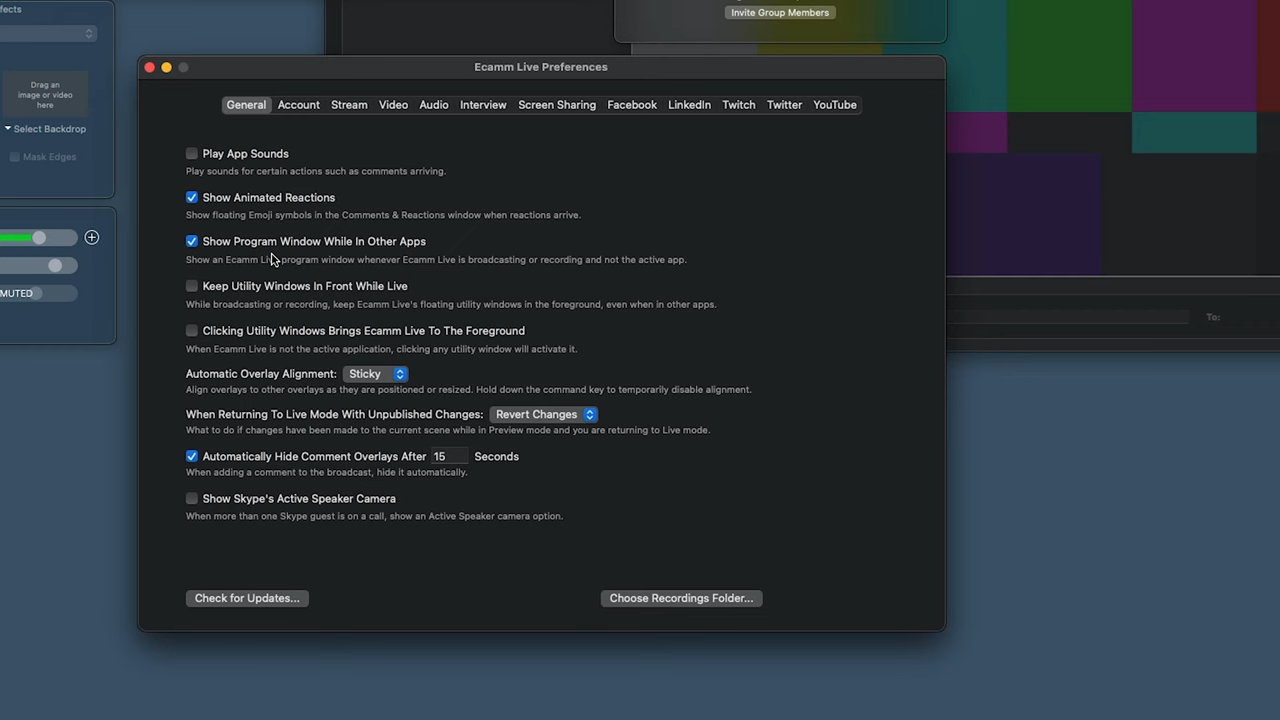 ffects
Invite Group Members
Ecamm Live Preferences
Drag an
image or video
here
Select Backdrop
Mask Edges
General Account Stream Video Audio Interview Screen Sharing Facebook LinkedIn Twitch Twitter YouTube
Play App Sounds
Play sounds for certain actions such as comments arriving.
Show Animated Reactions
Show floating Emoji symbols in the Comments & Reactions window when reactions arrive.
Show Program Window While In Other Apps
Show an Ecamm Live program window whenever Ecamm Live is broadcasting or recording and not the active app.
Keep Utility Windows In Front While Live
While broadcasting or recording, keep Ecamm Live's floating utility windows in the foreground, even when in other apps.
MUTED
To:
Clicking Utility Windows Brings Ecamm Live To The Foreground
When Ecamm Live is not the active application, clicking any utility window will activate it.
Automatic Overlay Alignment: Sticky
Align overlays to other overlays as they are positioned or resized. Hold down the command key to temporarily disable alignment.
When Returning To Live Mode With Unpublished Changes: Revert Changes
What to do if changes have been made to the current scene while in Preview mode and you are returning to Live mode.
Automatically Hide Comment Overlays After 15 Seconds
When adding a comment to the broadcast, hide it automatically.
Show Skype's Active Speaker Camera
When more than one Skype guest is on a call, show an Active Speaker camera option.
Check for Updates...
Choose Recordings Folder...